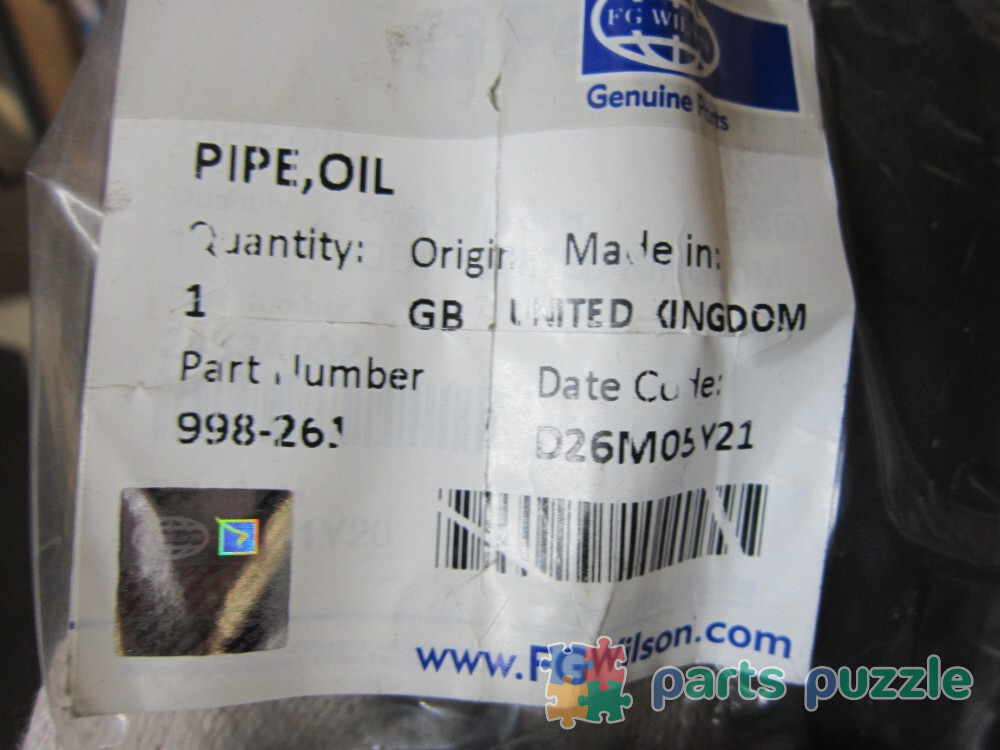 FG WILSON
Genuine Parts
PIPE,OIL
Quantity: Origin Made in:
1 GB UNITED KINGDOM
Part Number Date Code:
998-261 D26M05Y21
1Y20
www.FGWilson.com
parts puzzle